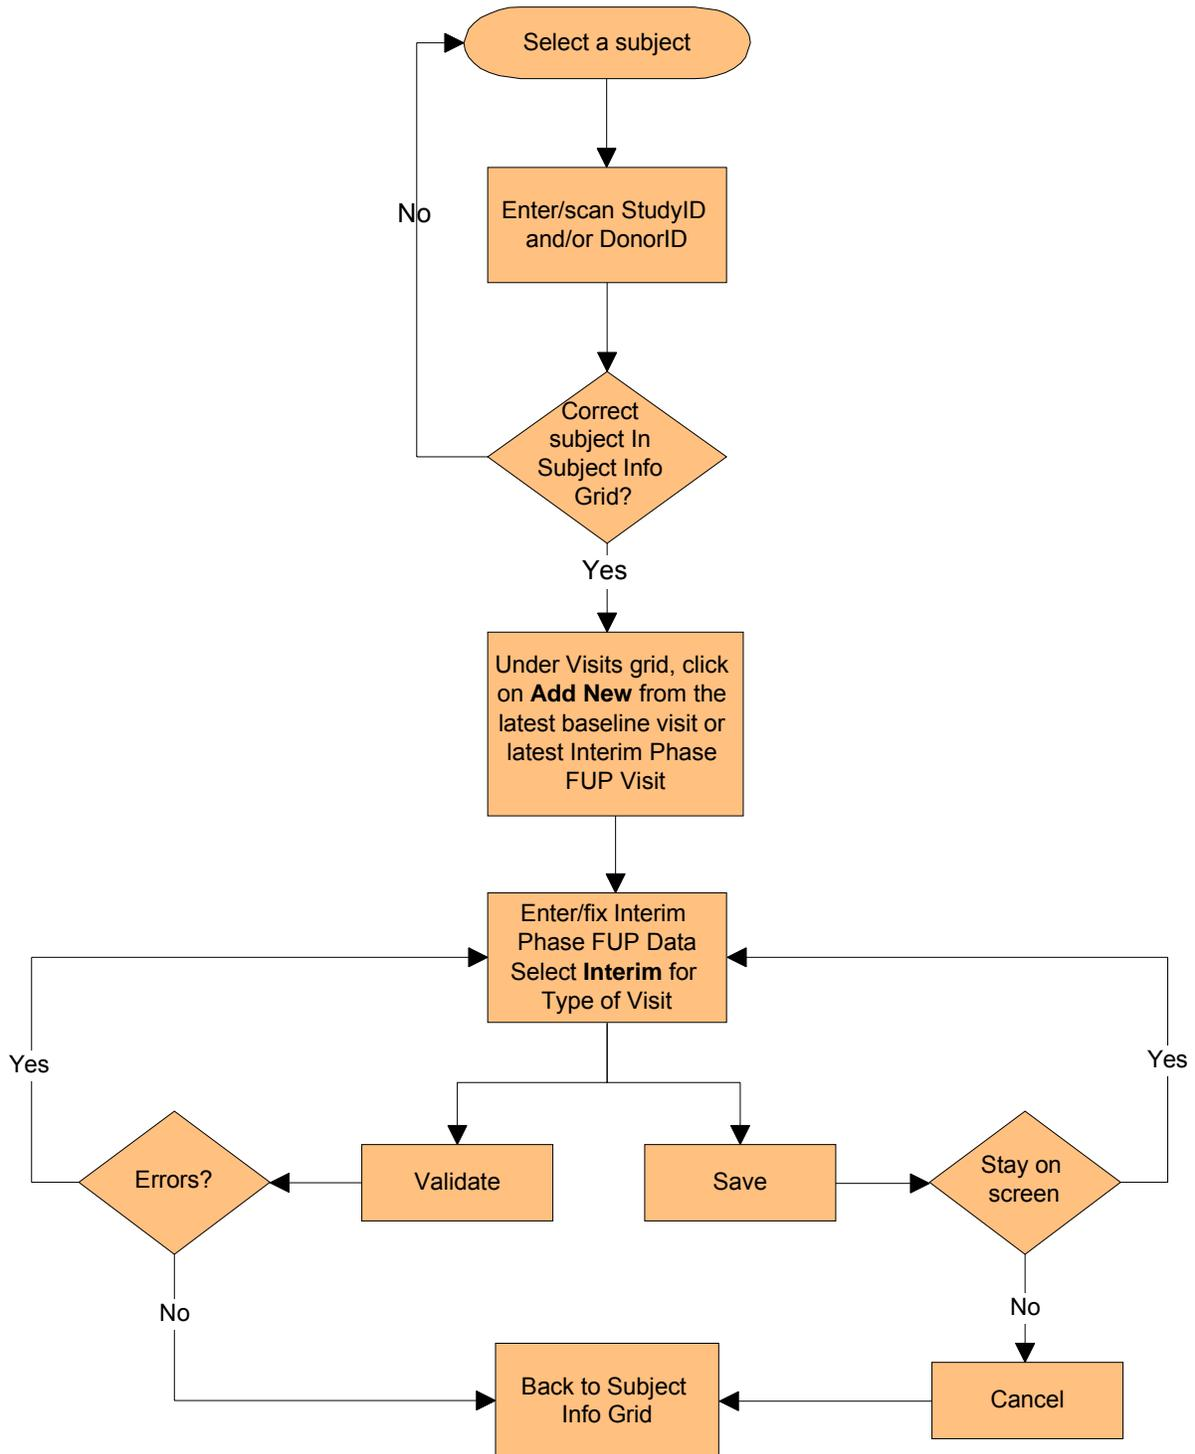 Select a subject
Enter/scan StudyID
and/or DonorID
No
Correct
subject In
Subject Info
Grid?
Yes
Under Visits grid, click
on Add New from the
latest baseline visit or
latest Interim Phase
FUP Visit
Enter/fix Interim
Phase FUP Data
Select Interim for
Type of Visit
Yes
Yes
Errors?
Validate
Save
Stay on
screen
No
No
Back to Subject
Info Grid
Cancel